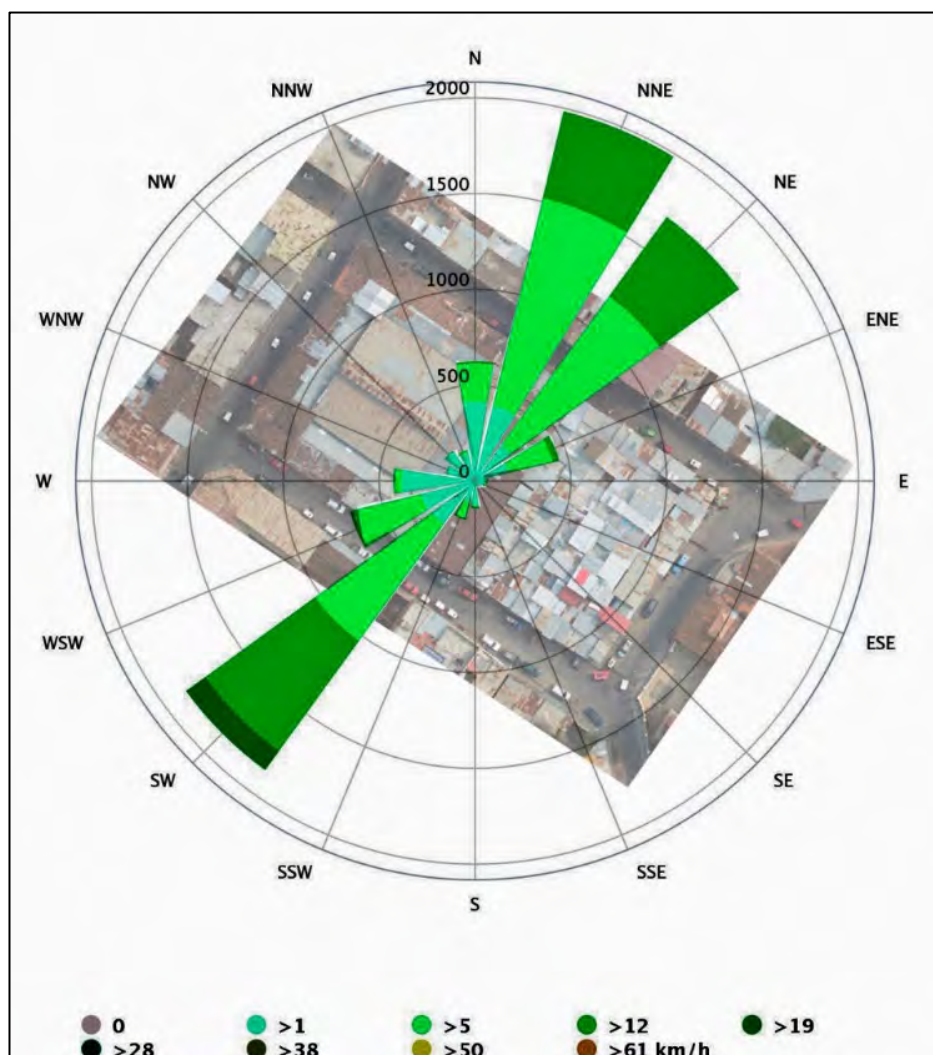 N
NNW
NNE
2000
NW
NE
1500
WNW
ENE
1000
500
0
W
E
WSW
ESE
SW
SE
SSW
SSE
S
0 >1 >5 >12 >19
>28 >38 >50 >61 km/h